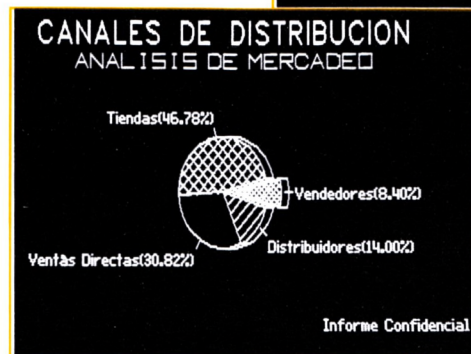 CANALES DE DISTRIBUCION
ANALISIS DE MERCADEO
Tiendas(46.78%)
Vendedores(8.40%)
Distribuidores(14.00%)
Ventas Directas(30.82%)
Informe Confidencial